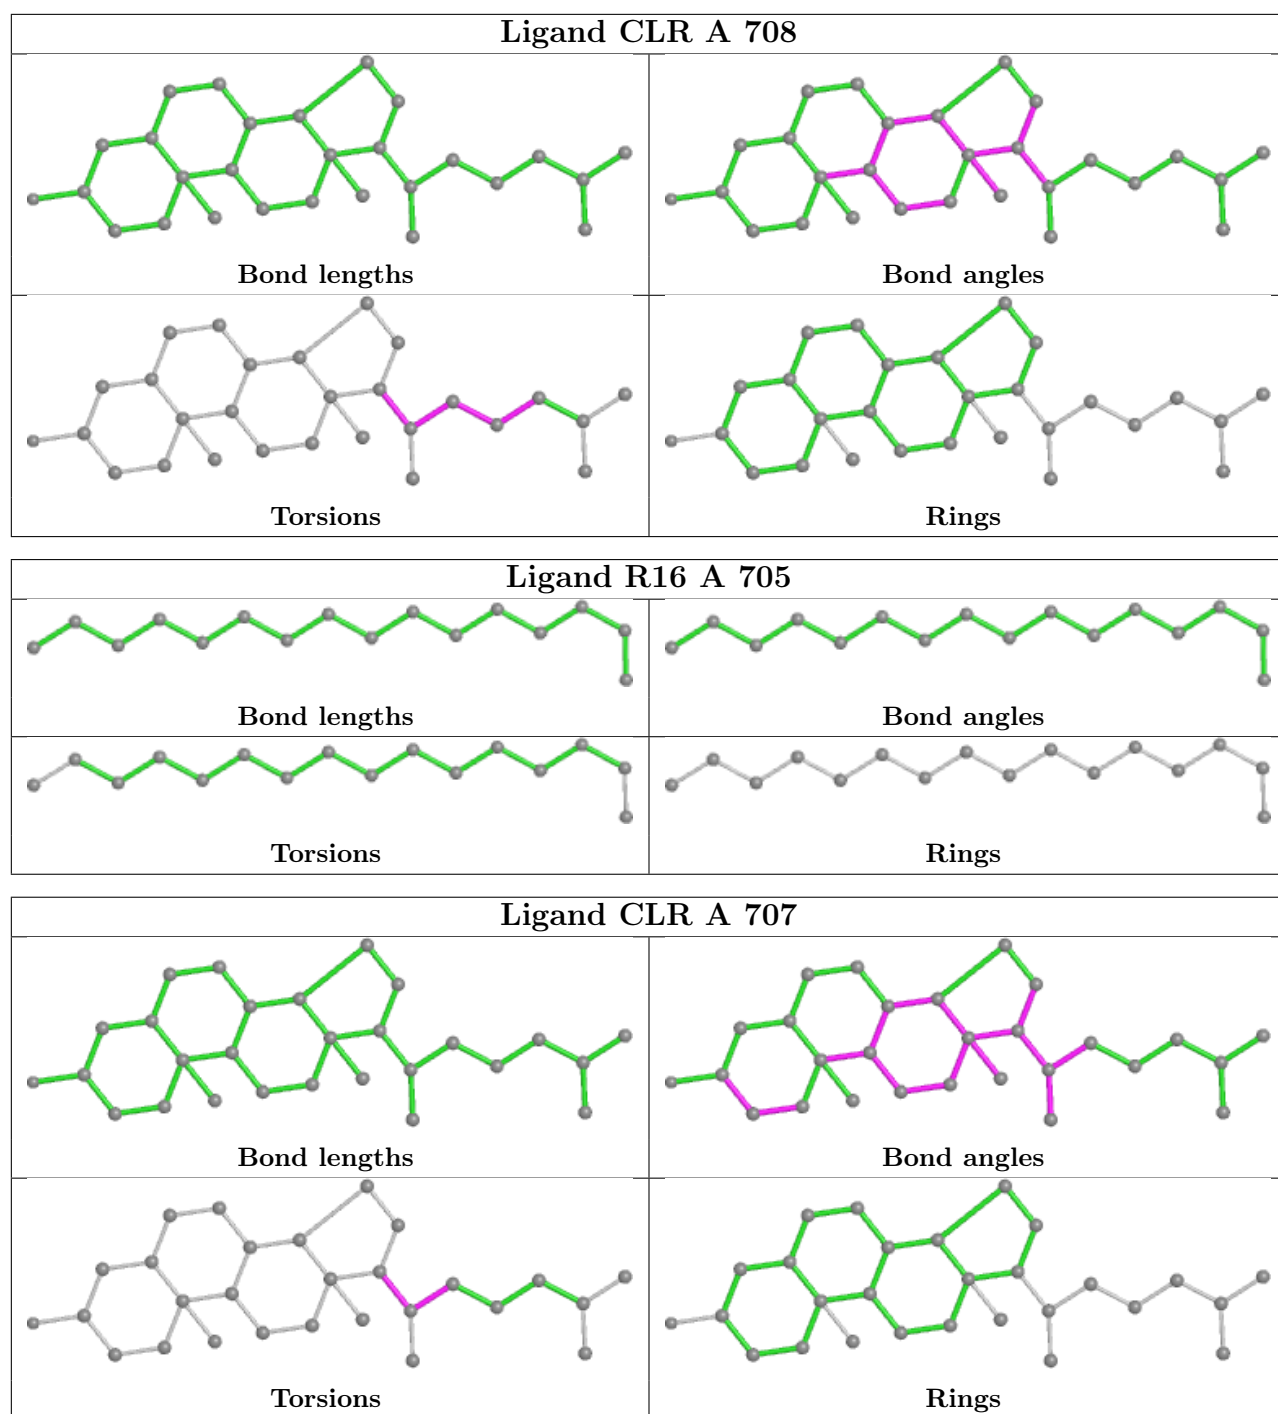 Ligand CLR A 708
Bond lengths
Bond angles
Torsions
Rings
Ligand R16 A 705
Bond lengths
Bond angles
Torsions
Rings
Ligand CLR A 707
Bond lengths
Bond angles
Torsions
Rings